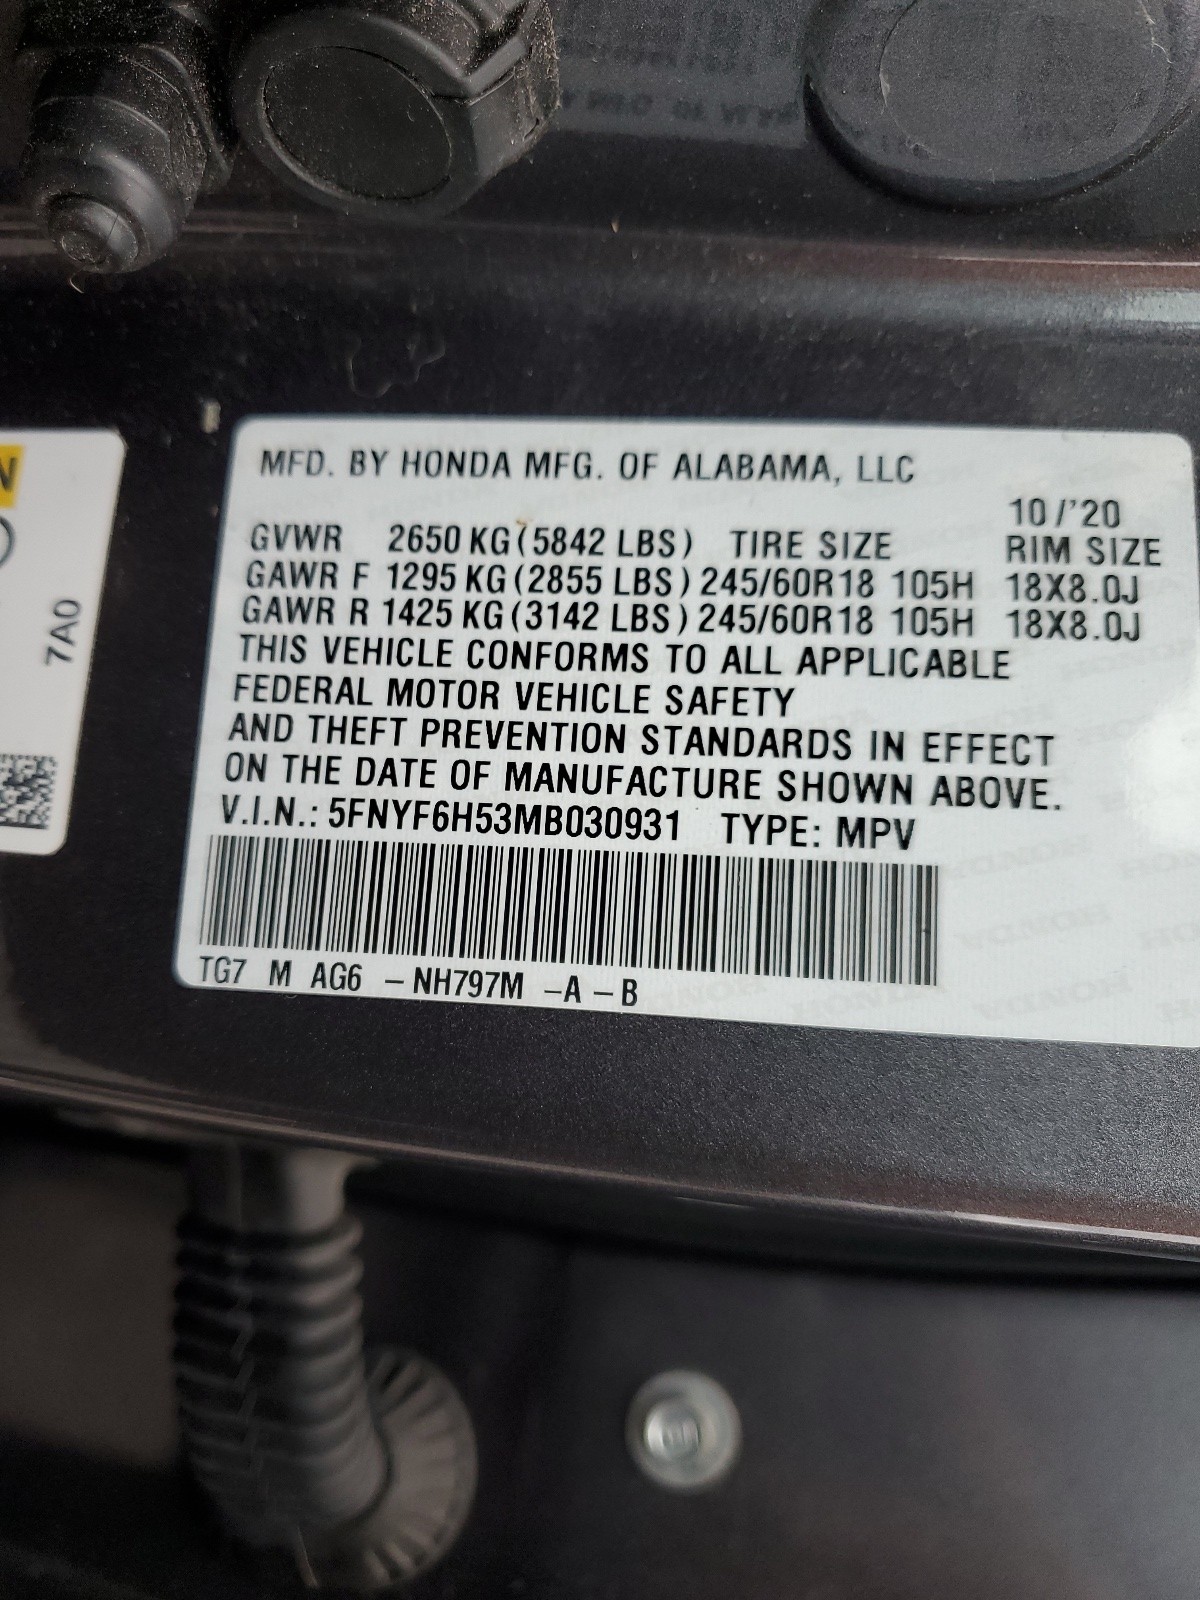 MFD. BY HONDA MFG. OF ALABAMA, LLC
10/'20
GVWR 2650 KG (5842 LBS) TIRE SIZE RIM SIZE
GAWR F 1295 KG (2855 LBS) 245/60R18 105H 18X8.0J
GAWR R 1425 KG (3142 LBS) 245/60R18 105H 18X8.0J
THIS VEHICLE CONFORMS TO ALL APPLICABLE
FEDERAL MOTOR VEHICLE SAFETY
AND THEFT PREVENTION STANDARDS IN EFFECT
ON THE DATE OF MANUFACTURE SHOWN ABOVE.
V.I.N.: 5FNYF6H53MB030931 TYPE: MPV
TG7 M AG6 -NH797M -A -B
N
7A0